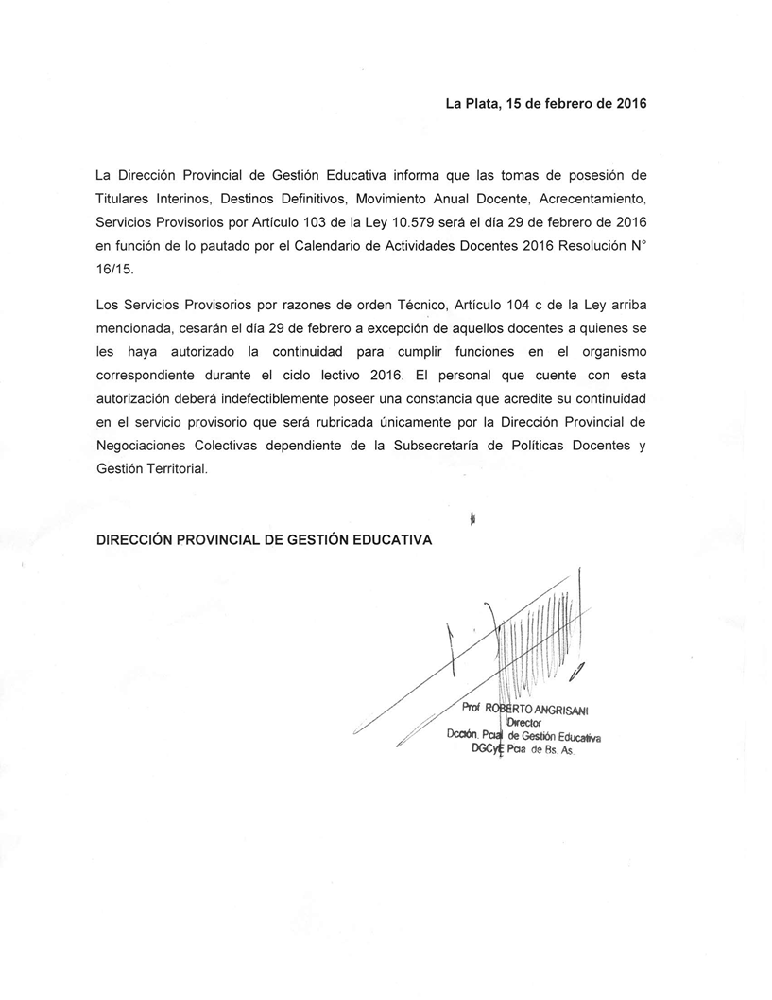 La Plata, 15 de febrero de 2016
La Dirección Provincial de Gestión Educativa informa que las tomas de posesión de
Titulares Interinos, Destinos Definitivos, Movimiento Anual Docente, Acrecentamiento,
Servicios Provisorios por Artículo 103 de la Ley 10.579 será el día 29 de febrero de 2016
en función de lo pautado por el Calendario de Actividades Docentes 2016 Resolución N°
16/15.
Los Servicios Provisorios por razones de orden Técnico, Artículo 104 c de la Ley arriba
mencionada, cesarán el día 29 de febrero a excepción de aquellos docentes a quienes se
les haya autorizado la continuidad para cumplir funciones en el organismo
correspondiente durante el ciclo lectivo 2016. El personal que cuente con esta
autorización deberá indefectiblemente poseer una constancia que acredite su continuidad
en el servicio provisorio que será rubricada únicamente por la Dirección Provincial de
Negociaciones Colectivas dependiente de la Subsecretaría de Políticas Docentes y
Gestión Territorial.
DIRECCIÓN PROVINCIAL DE GESTIÓN EDUCATIVA
Prof ROBERTO ANGRISANI
Director
Dcción. Pcial de Gestión Educativa
DGCyE Pcia de Bs. As.